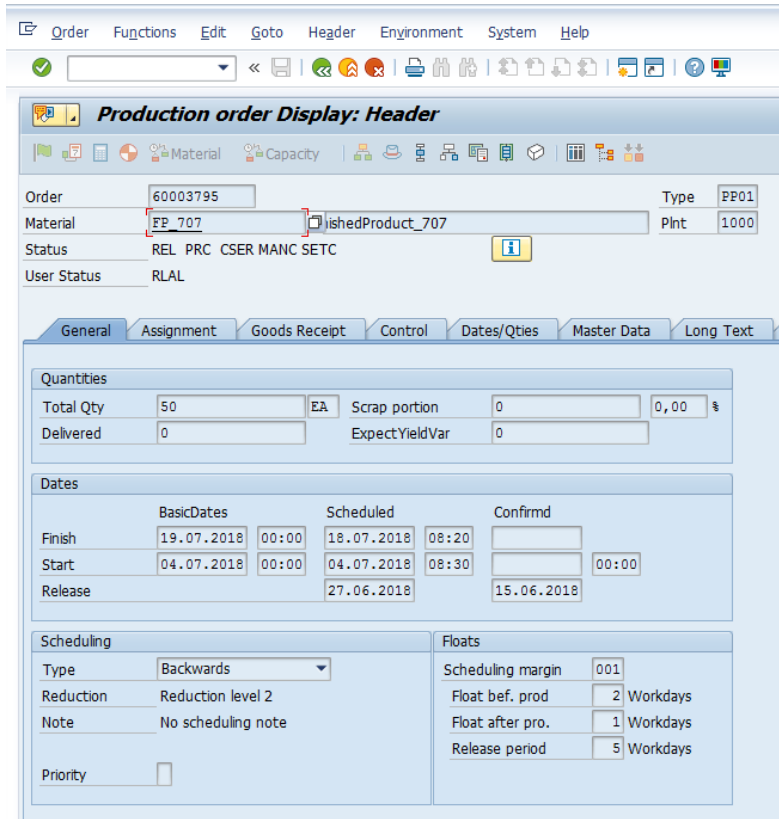 Order Functions Edit Goto Header Environment System Help
Production order Display: Header
Material Capacity
Order 60003795 Type PP01
Material FP_707 ishedProduct_707 Plnt 1000
Status REL PRC CSER MANC SETC
User Status RLAL
General Assignment Goods Receipt Control Dates/Qties Master Data Long Text
Quantities
Total Qty 50 EA Scrap portion 0 0,00 %
Delivered 0 ExpectYieldVar 0
Dates
BasicDates Scheduled Confirmd
Finish 19.07.2018 00:00 18.07.2018 08:20
Start 04.07.2018 00:00 04.07.2018 08:30 00:00
Release 27.06.2018 15.06.2018
Scheduling Floats
Type Backwards Scheduling margin 001
Reduction Reduction level 2 Float bef. prod 2 Workdays
Note No scheduling note Float after pro. 1 Workdays
Release period 5 Workdays
Priority